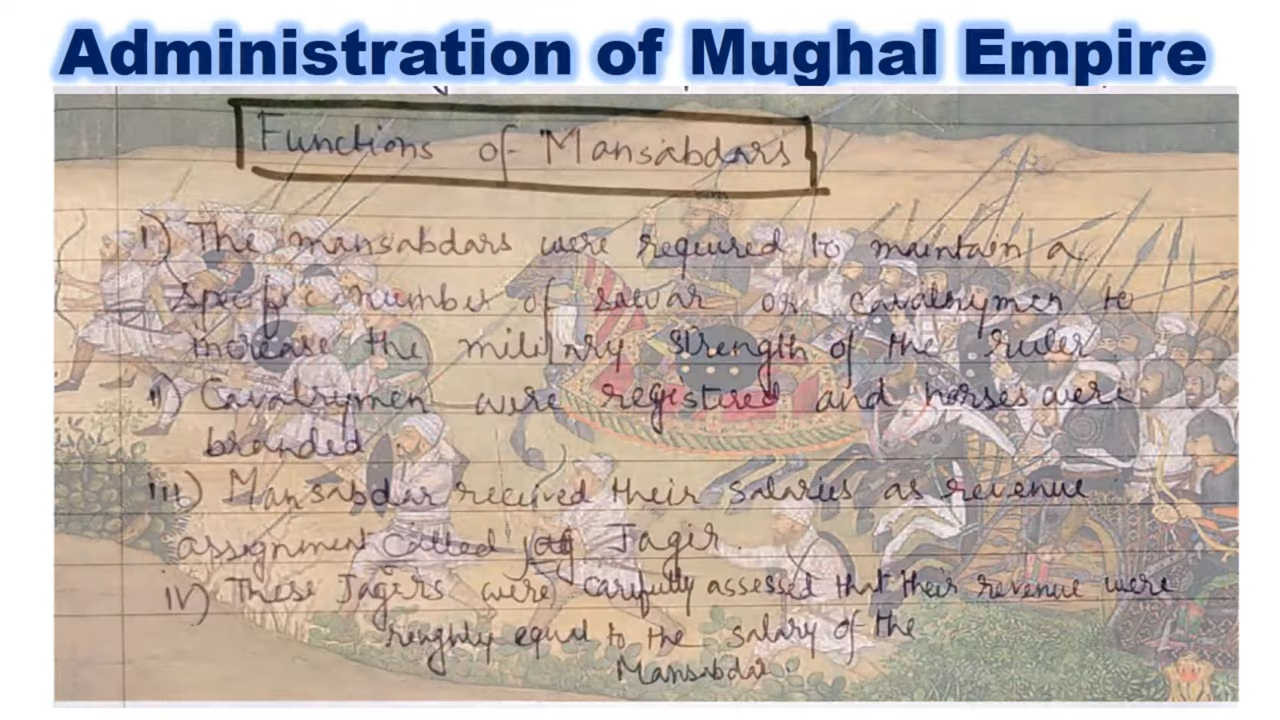 Administration of Mughal Empire
Functions of Mansabdars
i) The mansabdars were required to maintain a
specific number of sawar or cavalrymen to
increase the military strength of the ruler.
ii) Cavalrymen were registered and horses were
branded
iii) Mansabdar received their salaries as revenue
assignment called Jagir.
iv) These Jagirs were carefully assessed that their revenue were
roughly equal to the salary of the
Mansabdar.